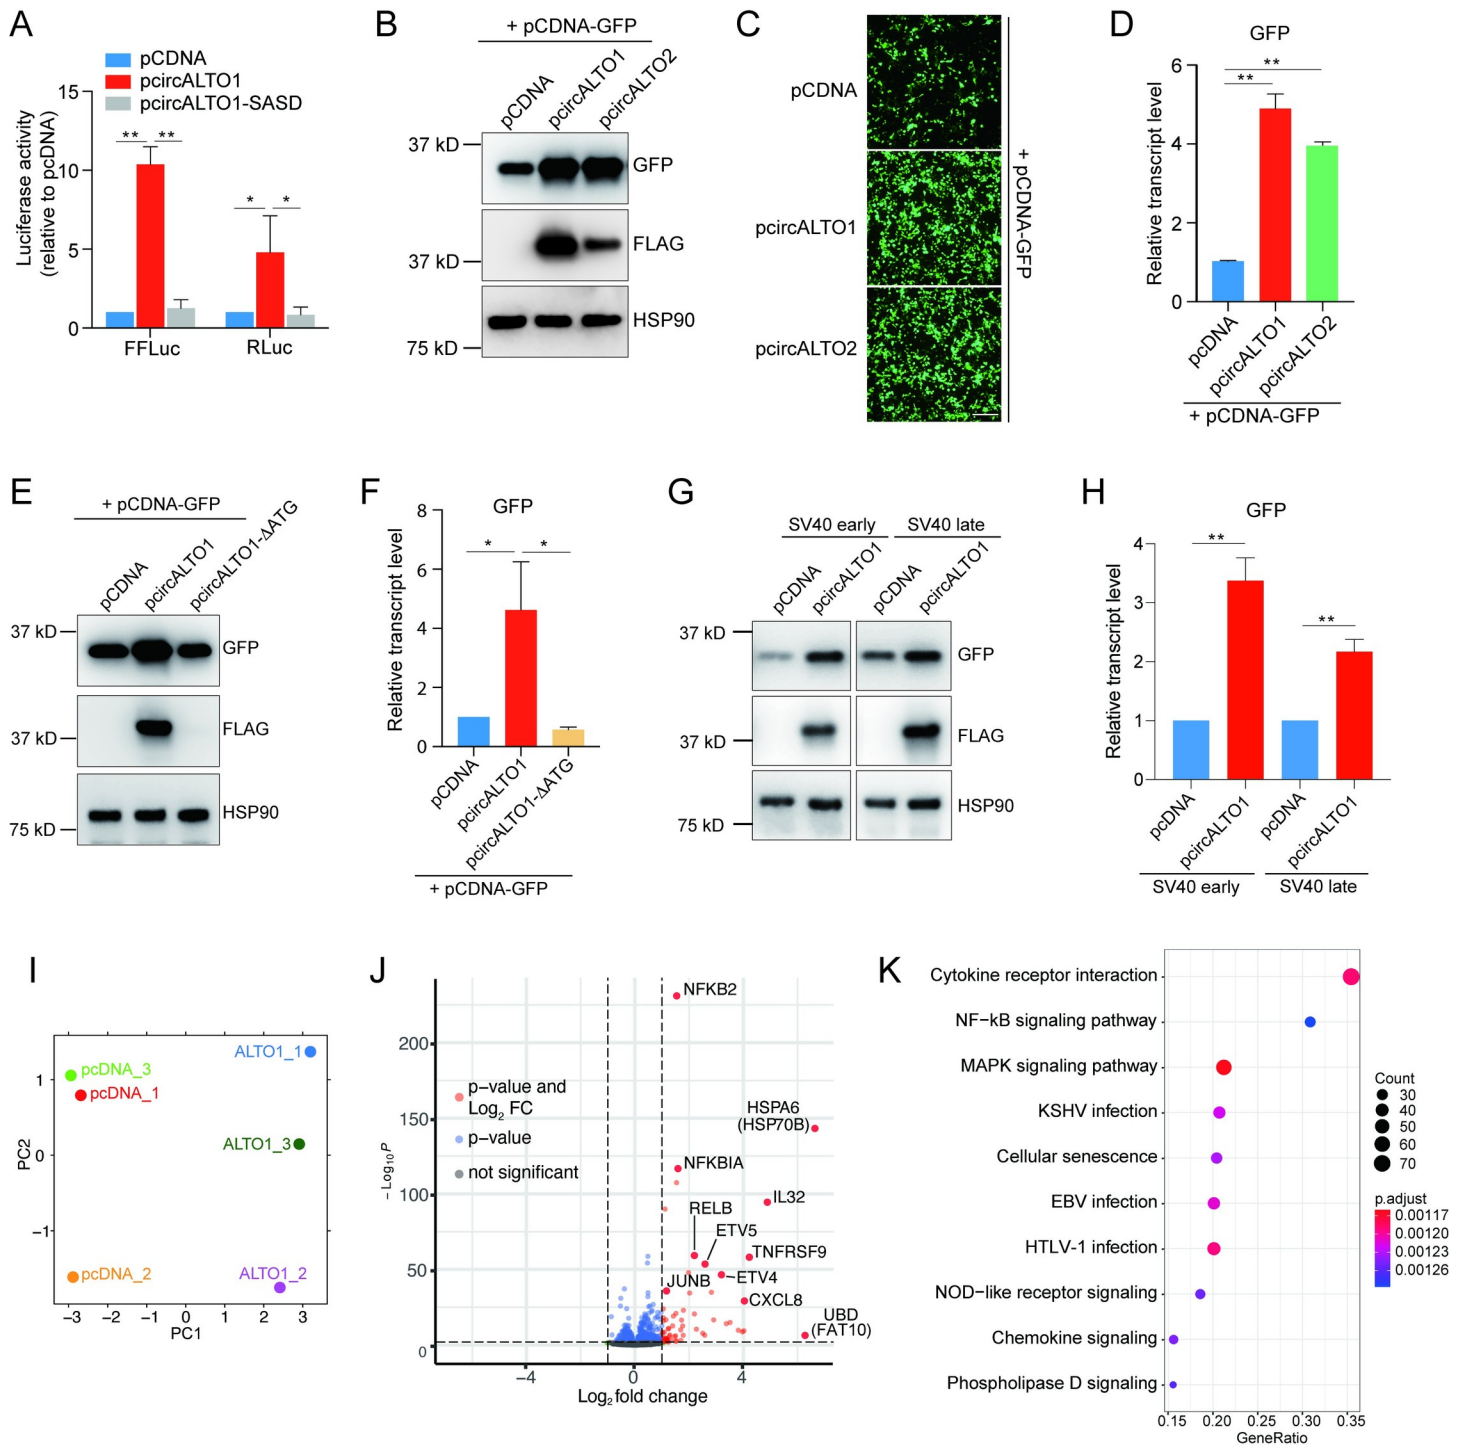 A
pCDNA
pcircALTO1
pcircALTO1-SASD
Luciferase activity
(relative to pcDNA)
15
10
5
0
** **
* *
FFLuc RLuc
B
+ pCDNA-GFP
pCDNA pcircALTO1 pcircALTO2
37 kD
GFP
FLAG
37 kD
HSP90
75 kD
C
pCDNA
pcircALTO1
pcircALTO2
+ pCDNA-GFP
D
GFP
Relative transcript level
6
4
2
0
**
**
pcDNA pcircALTO1 pcircALTO2
+ pCDNA-GFP
E
+ pCDNA-GFP
pCDNA pcircALTO1 pcircALTO1-ΔATG
37 kD
GFP
FLAG
37 kD
HSP90
75 kD
F
GFP
Relative transcript level
8
6
4
2
0
* *
pCDNA pcircALTO1 pcircALTO1-ΔATG
+ pCDNA-GFP
G
SV40 early SV40 late
pCDNA pcircALTO1 pCDNA pcircALTO1
37 kD
GFP
FLAG
37 kD
HSP90
75 kD
H
GFP
Relative transcript level
4
3
2
1
0
**
**
pcDNA pcircALTO1 pcDNA pcircALTO1
SV40 early SV40 late
I
PC2
1
0
−1
ALTO1_1
pcDNA_3
pcDNA_1
ALTO1_3
pcDNA_2
ALTO1_2
−3 −2 −1 0 1 2 3
PC1
J
− Log10 P
200
150
100
50
0
p-value and
Log2 FC
p-value
not significant
NFKB2
HSPA6
(HSP70B)
NFKBIA
IL32
RELB
ETV5
TNFRSF9
ETV4
JUNB
CXCL8
UBD
(FAT10)
−4 0 4
Log2 fold change
K
Cytokine receptor interaction
NF−kB signaling pathway
MAPK signaling pathway
KSHV infection
Cellular senescence
EBV infection
HTLV-1 infection
NOD−like receptor signaling
Chemokine signaling
Phospholipase D signaling
0.15 0.20 0.25 0.30 0.35
GeneRatio
Count
30
40
50
60
70
p.adjust
0.00117
0.00120
0.00123
0.00126